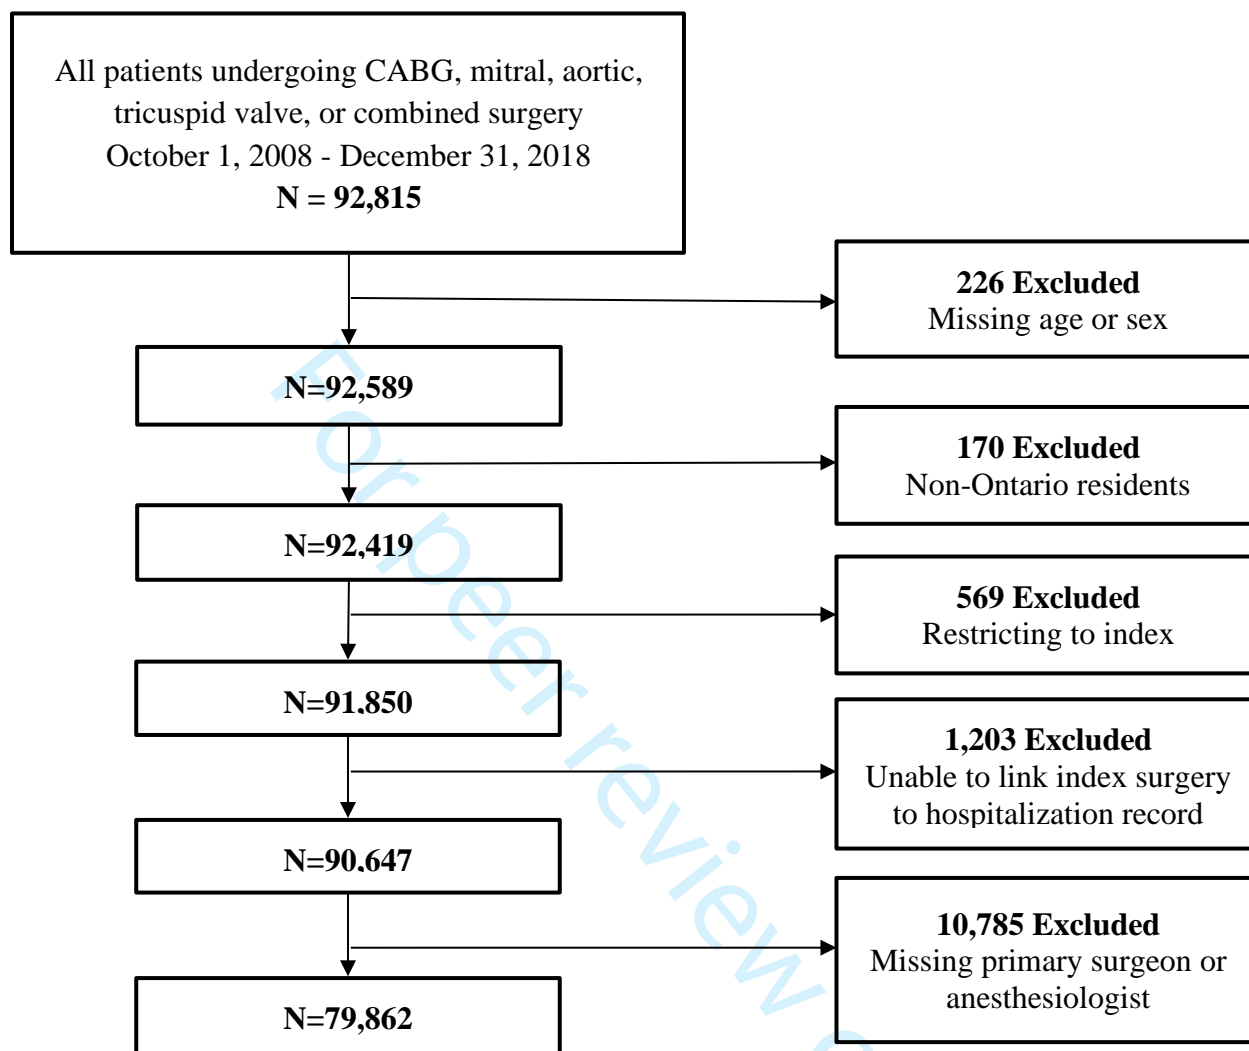 All patients undergoing CABG, mitral, aortic,
tricuspid valve, or combined surgery
October 1, 2008 - December 31, 2018
N = 92,815
226 Excluded
Missing age or sex
N=92,589
170 Excluded
Non-Ontario residents
N=92,419
569 Excluded
Restricting to index
N=91,850
1,203 Excluded
Unable to link index surgery
to hospitalization record
N=90,647
10,785 Excluded
Missing primary surgeon or
anesthesiologist
N=79,862
For peer review